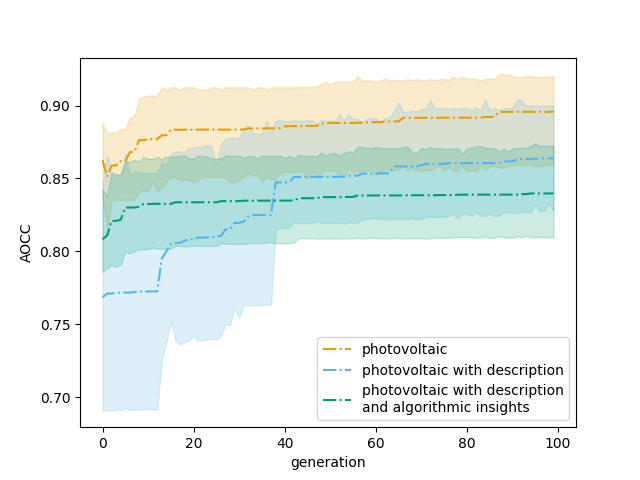 0.90
0.85
0.80
0.75
0.70
AOCC
0
20
40
60
80
100
generation
photovoltaic
photovoltaic with description
photovoltaic with description
and algorithmic insights